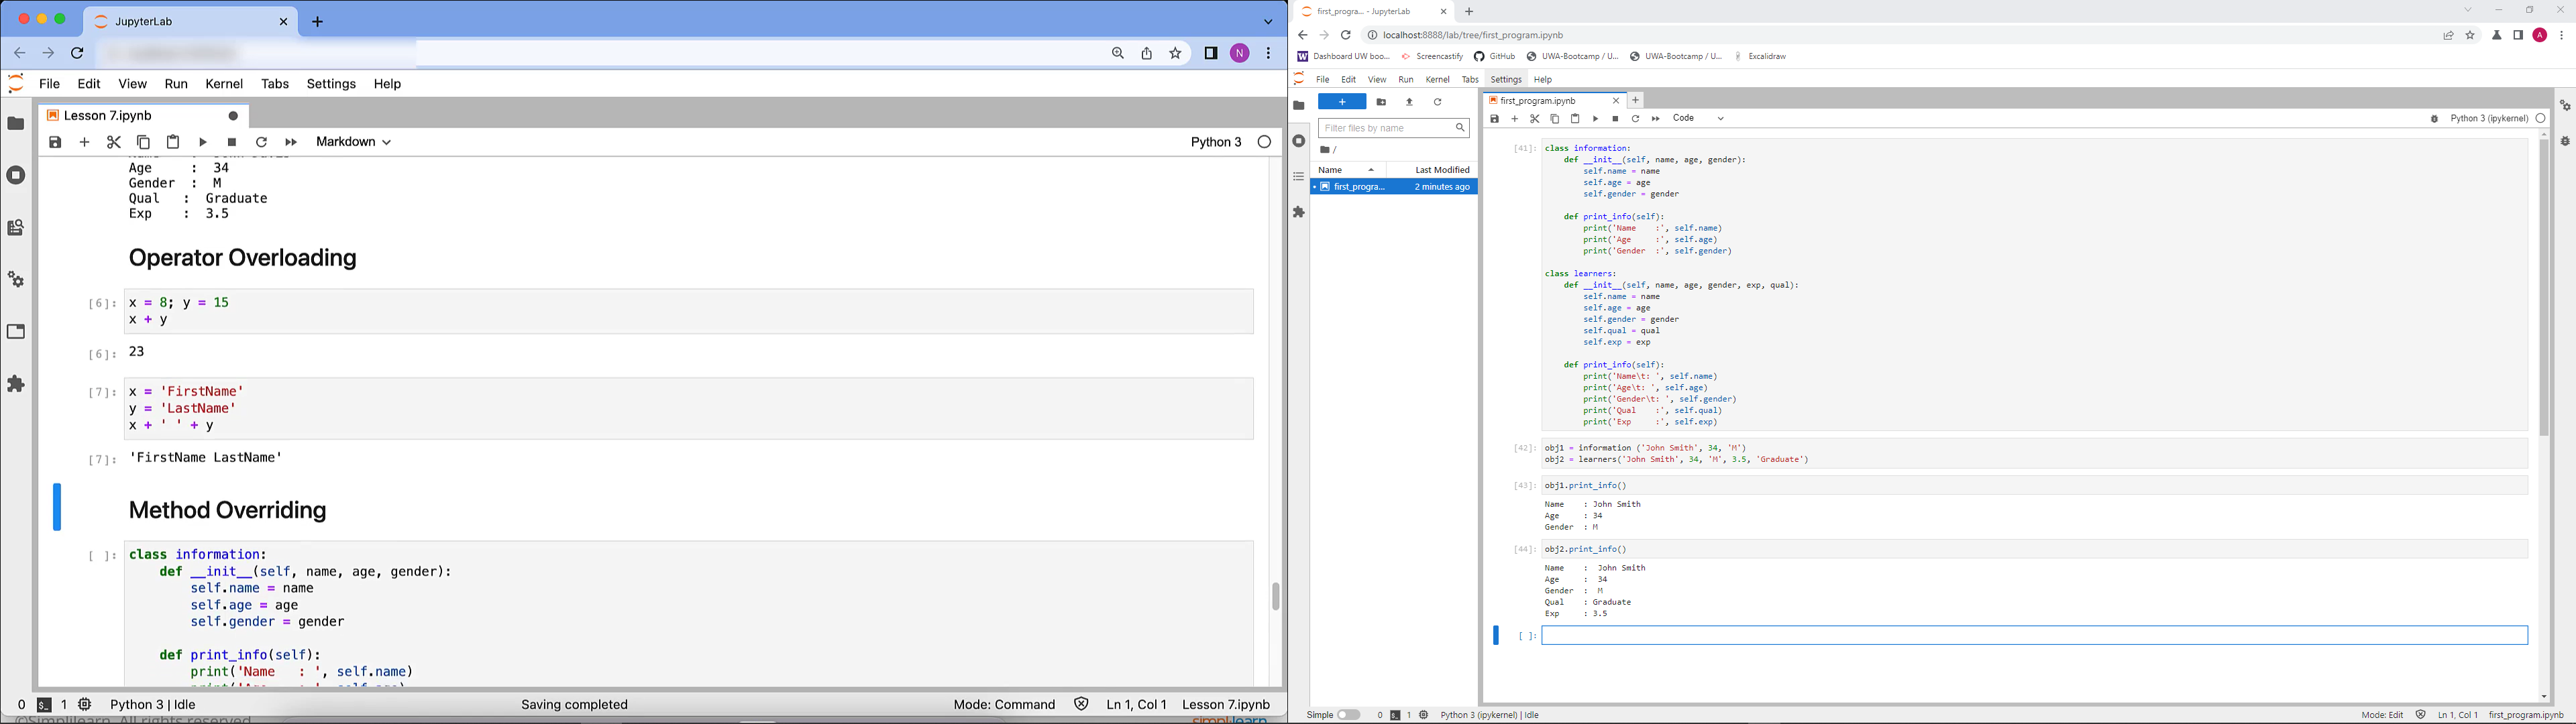 JupyterLab
N
File Edit View Run Kernel Tabs Settings Help
Lesson 7.ipynb
Markdown
Python 3
Age : 34
Gender : M
Qual : Graduate
Exp : 3.5
Operator Overloading
[6]: x = 8; y = 15
x + y
[6]: 23
[7]: x = 'FirstName'
y = 'LastName'
x + ' ' + y
[7]: 'FirstName LastName'
Method Overriding
[ ]: class information:
def __init__(self, name, age, gender):
self.name = name
self.age = age
self.gender = gender
def print_info(self):
print('Name : ', self.name)
0 1 Python 3 | Idle Saving completed Mode: Command Ln 1, Col 1 Lesson 7.ipynb
©Simplilearn. All rights reserved
simplilearn
first_progra... - JupyterLab
localhost:8888/lab/tree/first_program.ipynb
A
Dashboard UW boo... Screencastify GitHub UWA-Bootcamp / U... UWA-Bootcamp / U... Excalidraw
File Edit View Run Kernel Tabs Settings Help
Filter files by name
/
Name Last Modified
first_progra... 2 minutes ago
first_program.ipynb
Code
Python 3 (ipykernel)
[41]: class information:
def __init__(self, name, age, gender):
self.name = name
self.age = age
self.gender = gender
def print_info(self):
print('Name :', self.name)
print('Age :', self.age)
print('Gender :', self.gender)
class learners:
def __init__(self, name, age, gender, exp, qual):
self.name = name
self.age = age
self.gender = gender
self.qual = qual
self.exp = exp
def print_info(self):
print('Name\t: ', self.name)
print('Age\t: ', self.age)
print('Gender\t: ', self.gender)
print('Qual :', self.qual)
print('Exp :', self.exp)
[42]: obj1 = information ('John Smith', 34, 'M')
obj2 = learners('John Smith', 34, 'M', 3.5, 'Graduate')
[43]: obj1.print_info()
Name : John Smith
Age : 34
Gender : M
[44]: obj2.print_info()
Name : John Smith
Age : 34
Gender : M
Qual : Graduate
Exp : 3.5
[ ]:
Simple 0 1 Python 3 (ipykernel) | Idle Mode: Edit Ln 1, Col 1 first_program.ipynb